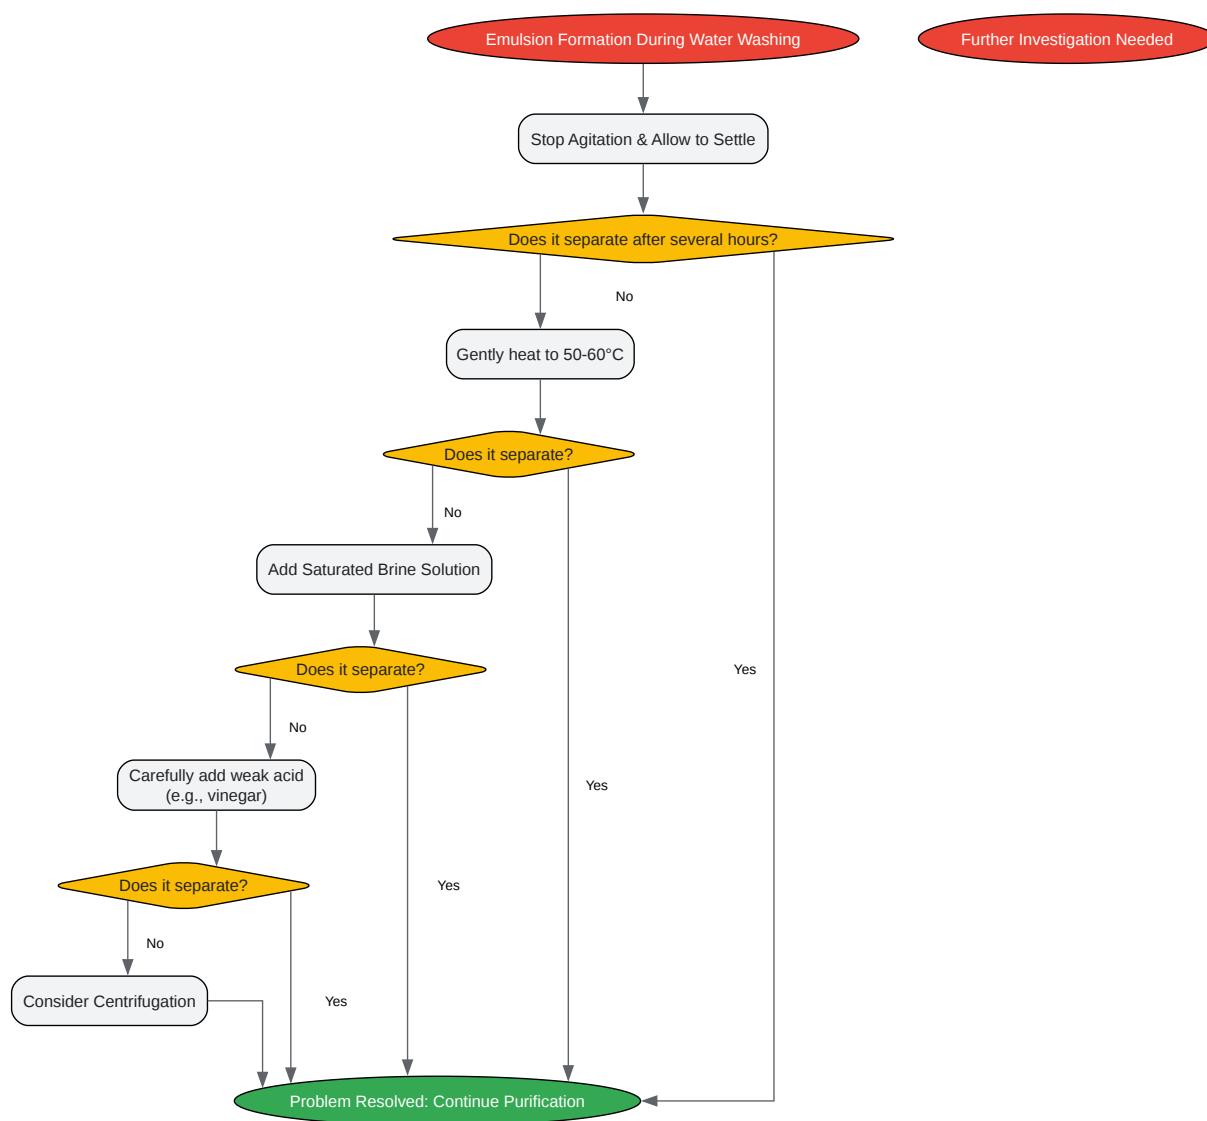 Emulsion Formation During Water Washing
Further Investigation Needed
Stop Agitation & Allow to Settle
Does it separate after several hours?
No
Gently heat to 50-60°C
Does it separate?
No
Add Saturated Brine Solution
Does it separate?
Yes
No
Carefully add weak acid
(e.g., vinegar)
Yes
Does it separate?
Yes
No
Consider Centrifugation
Yes
Problem Resolved: Continue Purification